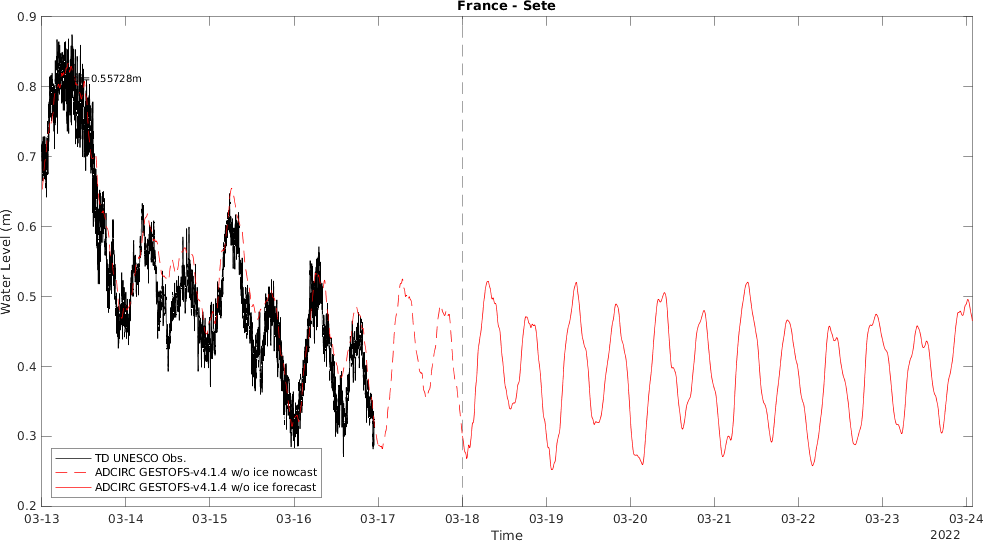 France - Sete
0.9
0.8
0.7
0.6
0.5
0.4
0.3
0.2
Water Level (m)
=0.55728m
TD UNESCO Obs.
ADCIRC GESTOFS-v4.1.4 w/o ice nowcast
ADCIRC GESTOFS-v4.1.4 w/o ice forecast
03-13 03-14 03-15 03-16 03-17 03-18 03-19 03-20 03-21 03-22 03-23 03-24
Time
2022